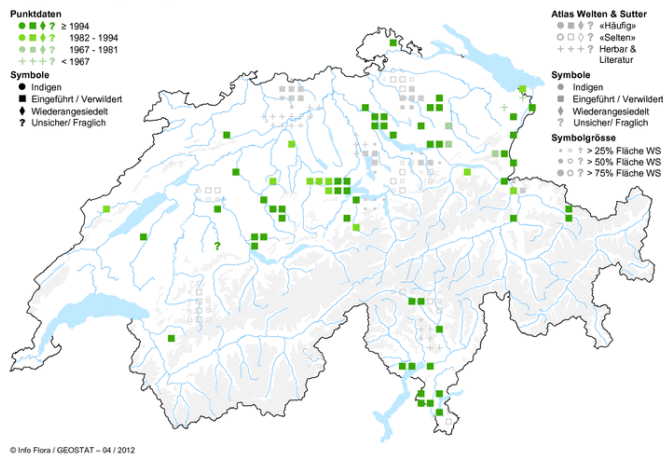 Punktdaten
? ≥ 1994
? 1982 - 1994
? 1967 - 1981
+ + + + < 1967
Symbole
Indigen
Eingeführt / Verwildert
Wiederangesiedelt
? Unsicher/ Fraglich
Atlas Welten & Sutter
? «Häufig»
? «Selten»
+ + + + Herbar &
Literatur
Symbole
Indigen
Eingeführt / Verwildert
Wiederangesiedelt
? Unsicher/ Fraglich
Symbolgrösse
? > 25% Fläche WS
? > 50% Fläche WS
? > 75% Fläche WS
?
© Info Flora / GEOSTAT – 04 / 2012